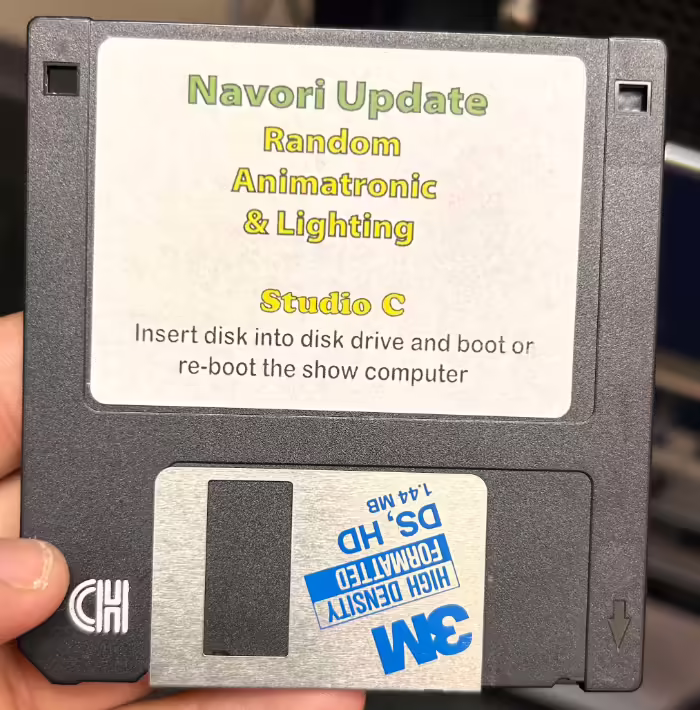 Navori Update
Random
Animatronic
& Lighting
Studio C
Insert disk into disk drive and boot or
re-boot the show computer
1.44 MB
DS, HD
HIGH DENSITY
FORMATTED
3M
HD